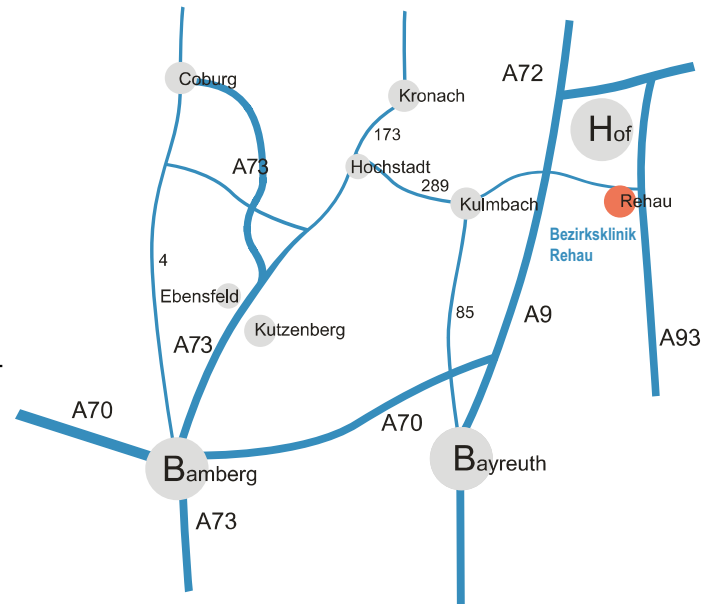 A72
Coburg
Kronach
Hof
173
A73
Hochstadt
289
Kulmbach
Rehau
Bezirksklinik
Rehau
4
Ebensfeld
85
A9
Kutzenberg
A73
A93
A70
A70
Bamberg
Bayreuth
A73